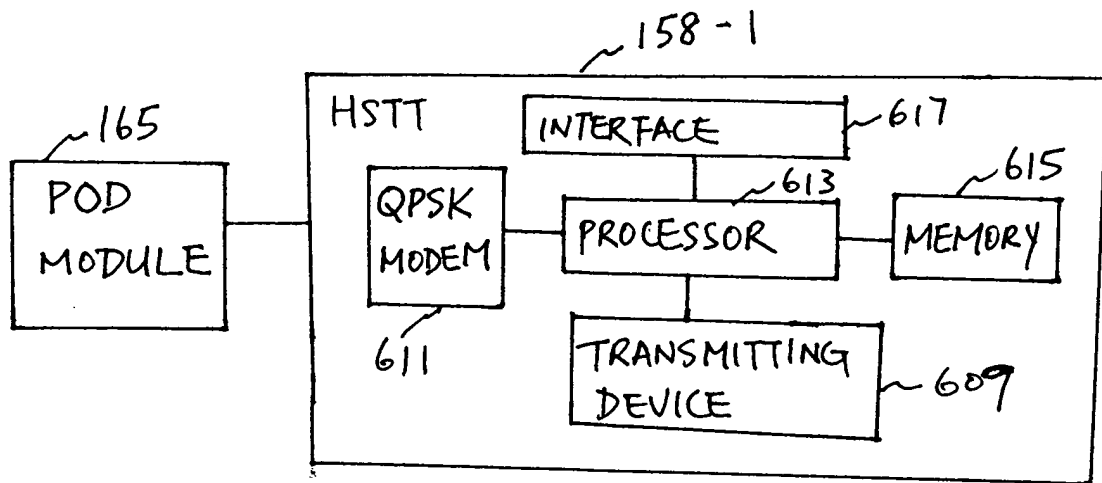 158-1
165
POD
MODULE
HSTT
INTERFACE
617
QPSK
MODEM
611
613
PROCESSOR
615
MEMORY
TRANSMITTING
DEVICE
609